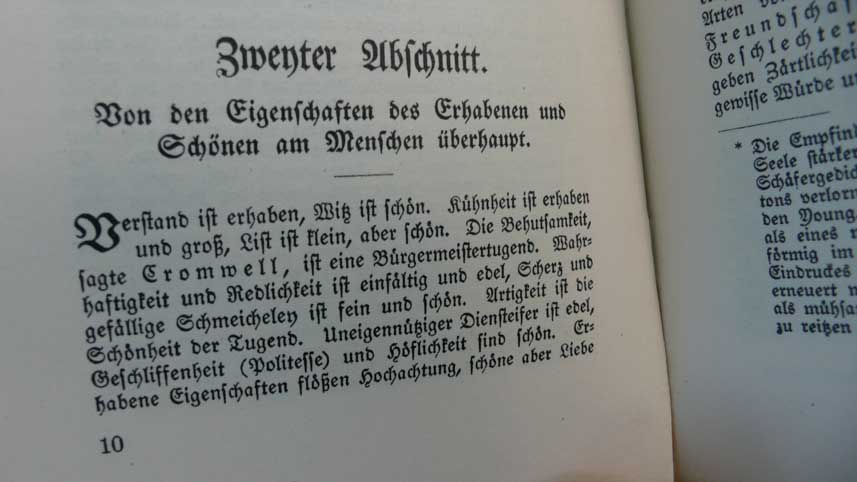 Zweyter Abſchnitt.
Von den Eigenſchaften des Erhabenen und
Schönen am Menſchen überhaupt.
Verſtand iſt erhaben, Witz iſt ſchön. Kühnheit iſt erhaben
und groß, Liſt iſt klein, aber ſchön. Die Behutſamkeit,
ſagte Cromwell, iſt eine Bürgermeiſtertugend. Wahr-
haftigkeit und Redlichkeit iſt einfältig und edel, Scherz und
gefällige Schmeicheley iſt fein und ſchön. Artigkeit iſt die
Schönheit der Tugend. Uneigennütziger Dienſteifer iſt edel,
Geſchliffenheit (Politeſſe) und Höflichkeit ſind ſchön. Er-
habene Eigenſchaften flößen Hochachtung, ſchöne aber Liebe
10
Arten
Freundſcha
Geſchlechter
geben Zärtlichkeit
gewiſſe Würde u
* Die Empfin
Seele ſtärker
Schäfergedic
tons verlor
den Young
als eines
förmig im
Eindruckes
erneuert
als mühſa
zu reitzen